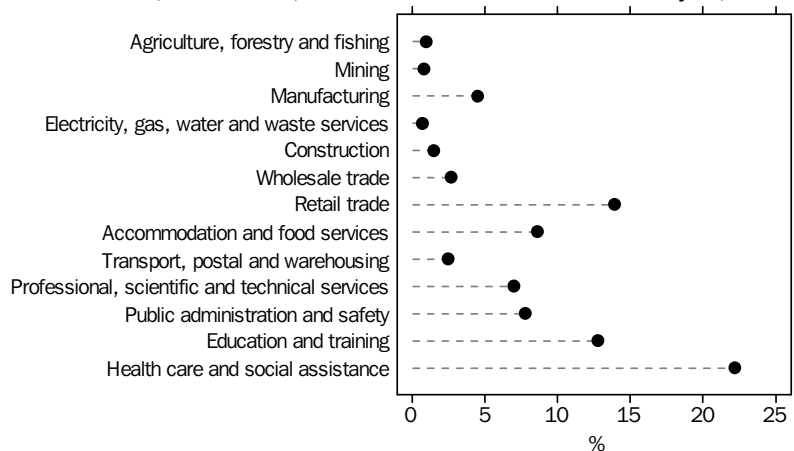 Agriculture, forestry and fishing
Mining
Manufacturing
Electricity, gas, water and waste services
Construction
Wholesale trade
Retail trade
Accommodation and food services
Transport, postal and warehousing
Professional, scientific and technical services
Public administration and safety
Education and training
Health care and social assistance
0 5 10 15 20 25
%